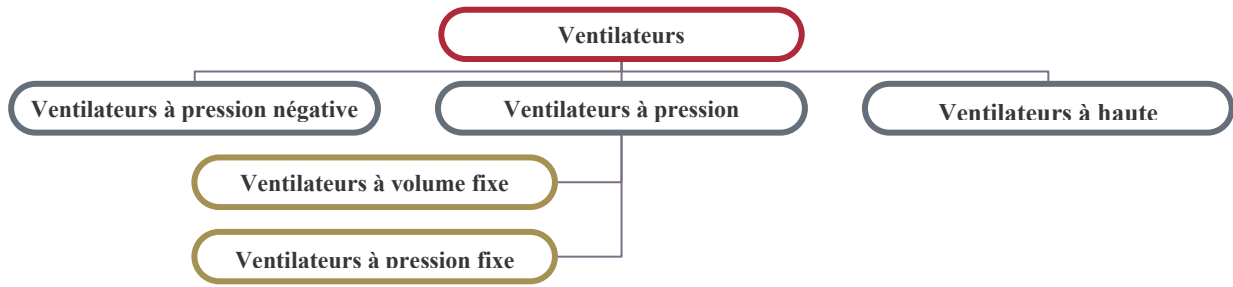 Ventilateurs
Ventilateurs à pression négative
Ventilateurs à pression
Ventilateurs à haute
Ventilateurs à volume fixe
Ventilateurs à pression fixe